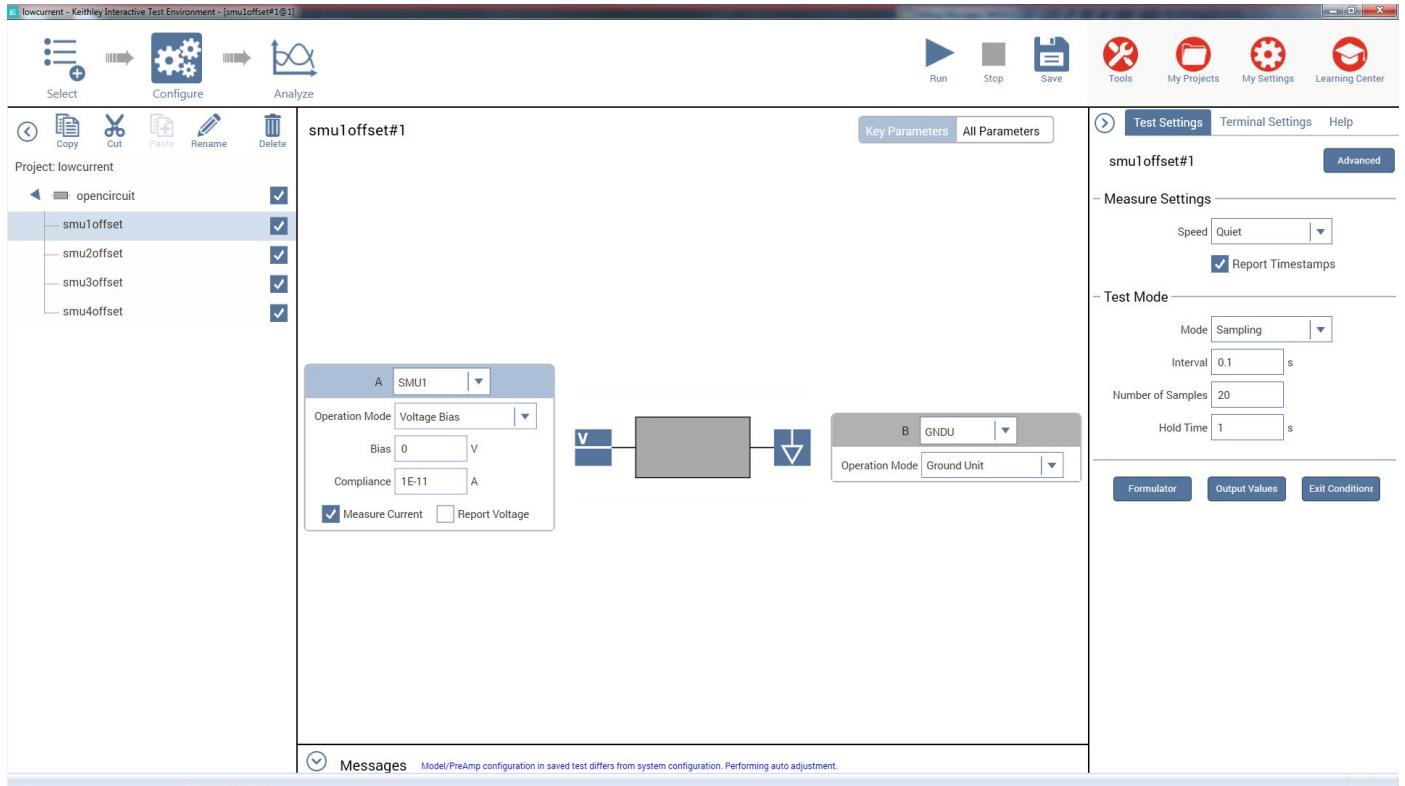 lowcurrent - Keithley Interactive Test Environment - [smu1offset#1@1]
Select
Configure
Analyze
Run
Stop
Save
Tools
My Projects
My Settings
Learning Center
Copy
Cut
Paste
Rename
Delete
Project: lowcurrent
opencircuit
smu1offset
smu2offset
smu3offset
smu4offset
smu1offset#1
Key Parameters All Parameters
A SMU1
Operation Mode Voltage Bias
Bias 0 V
Compliance 1E-11 A
Measure Current Report Voltage
V
B GNDU
Operation Mode Ground Unit
Messages Model/PreAmp configuration in saved test differs from system configuration. Performing auto adjustment.
Test Settings Terminal Settings Help
smu1offset#1 Advanced
Measure Settings
Speed Quiet
Report Timestamps
Test Mode
Mode Sampling
Interval 0.1 s
Number of Samples 20
Hold Time 1 s
Formulator Output Values Exit Conditions